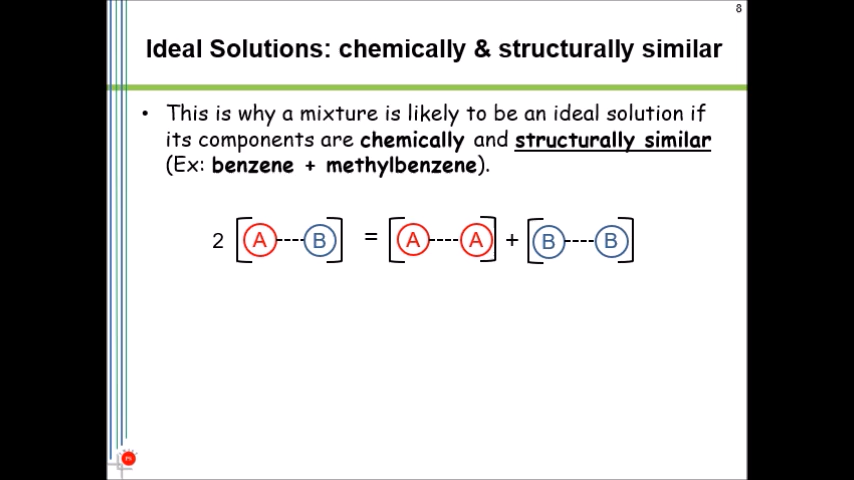 8
Ideal Solutions: chemically & structurally similar
• This is why a mixture is likely to be an ideal solution if
its components are chemically and structurally similar
(Ex: benzene + methylbenzene).
2 [A----B] = [A----A] + [B----B]